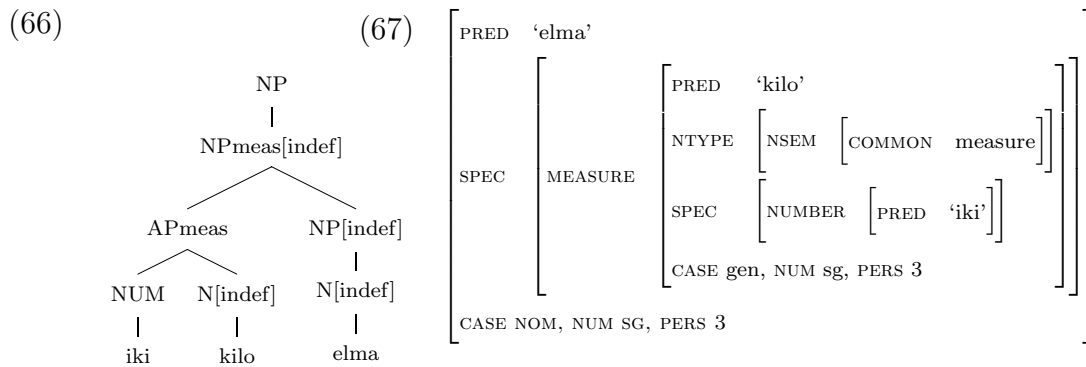 (66)
NP
NPmeas[indef]
APmeas NP[indef]
NUM N[indef] N[indef]
iki kilo elma
(67)
PRED ‘elma’
SPEC MEASURE
PRED ‘kilo’
NTYPE NSEM COMMON measure
SPEC NUMBER PRED ‘iki’
CASE gen, NUM sg, PERS 3
CASE NOM, NUM SG, PERS 3